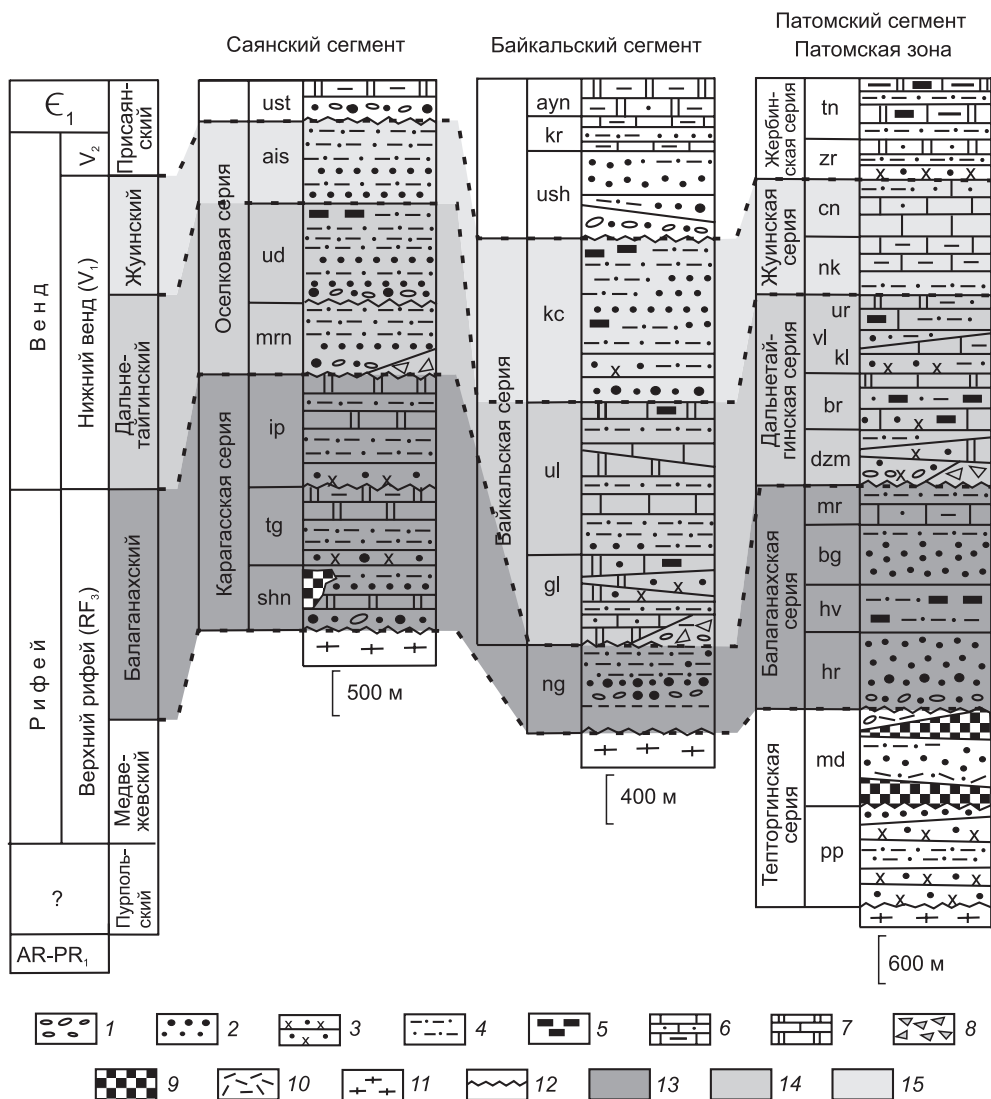 Саянский сегмент
Байкальский сегмент
Патомский сегмент
Патомская зона
Є₁
V₂
Венд
Нижний венд (V₁)
Рифей
Верхний рифей (RF₃)
?
AR-PR₁
Присаян-
ский
Жуинский
Дальне-
тайгинский
Балаганахский
Медве-
жевский
Пурполь-
ский
Оселковая серия
Карагасская серия
ust
ais
ud
mrn
ip
tg
shn
500 м
Байкальская серия
ayn
kr
ush
kc
ul
gl
ng
400 м
Жербин-
ская серия
Жуинская
серия
Дальнетай-
гинская серия
Балаганахская
серия
Тепторгинская
серия
tn
zr
cn
nk
ur
vl
kl
br
dzm
mr
bg
hv
hr
md
pp
600 м
1 2 3 4 5 6 7 8
9 10 11 12 13 14 15